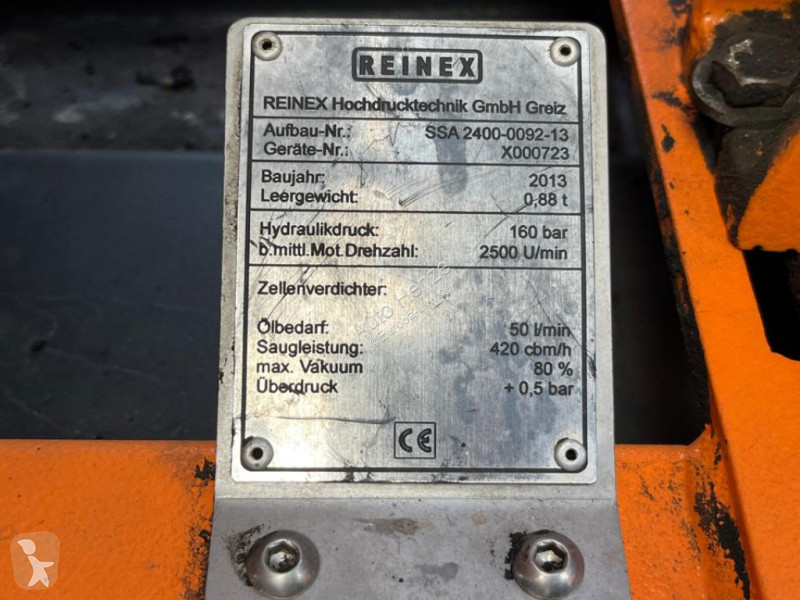 REINEX
REINEX Hochdrucktechnik GmbH Greiz
Aufbau-Nr.: SSA 2400-0092-13
Geräte-Nr.: X000723
Baujahr: 2013
Leergewicht: 0,88 t
Hydraulikdruck: 160 bar
b.mittl.Mot.Drehzahl: 2500 U/min
Zellenverdichter:
Ölbedarf: 50 l/min
Saugleistung: 420 cbm/h
max. Vakuum 80 %
Überdruck + 0,5 bar
CE